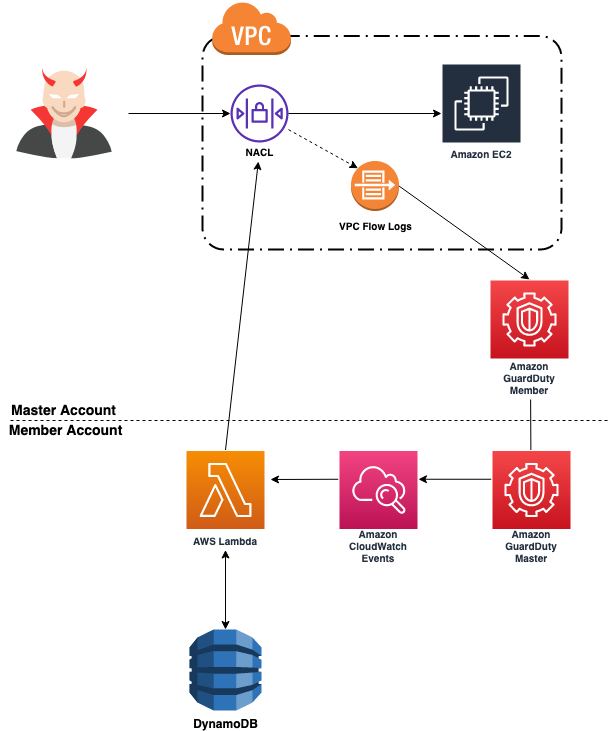 VPC
NACL
Amazon EC2
VPC Flow Logs
Amazon
GuardDuty
Member
Master Account
Member Account
AWS Lambda
Amazon
CloudWatch
Events
Amazon
GuardDuty
Master
DynamoDB